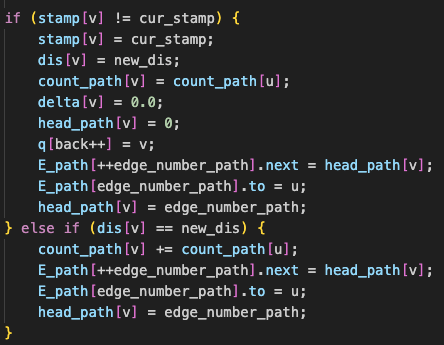 if (stamp[v] != cur_stamp) {
    stamp[v] = cur_stamp;
    dis[v] = new_dis;
    count_path[v] = count_path[u];
    delta[v] = 0.0;
    head_path[v] = 0;
    q[back++] = v;
    E_path[++edge_number_path].next = head_path[v];
    E_path[edge_number_path].to = u;
    head_path[v] = edge_number_path;
} else if (dis[v] == new_dis) {
    count_path[v] += count_path[u];
    E_path[++edge_number_path].next = head_path[v];
    E_path[edge_number_path].to = u;
    head_path[v] = edge_number_path;
}